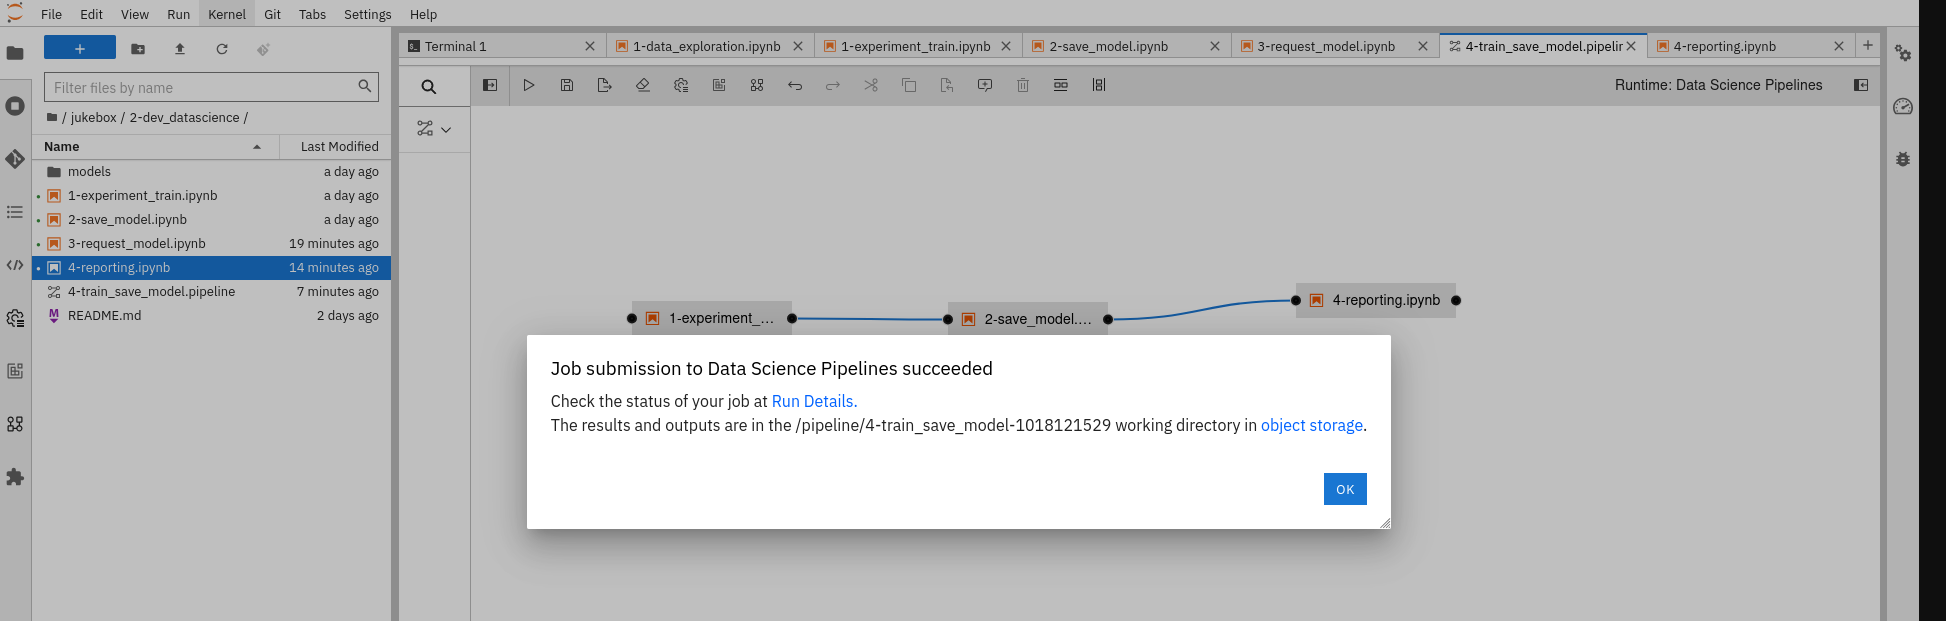 File Edit View Run Kernel Git Tabs Settings Help
Terminal 1
1-data_exploration.ipynb
1-experiment_train.ipynb
2-save_model.ipynb
3-request_model.ipynb
4-train_save_model.pipelin
4-reporting.ipynb
+
Filter files by name
/ jukebox / 2-dev_datascience /
Name Last Modified
models a day ago
1-experiment_train.ipynb a day ago
2-save_model.ipynb a day ago
3-request_model.ipynb 19 minutes ago
4-reporting.ipynb 14 minutes ago
4-train_save_model.pipeline 7 minutes ago
README.md 2 days ago
Runtime: Data Science Pipelines
1-experiment_...
2-save_model....
4-reporting.ipynb
Job submission to Data Science Pipelines succeeded
Check the status of your job at Run Details.
The results and outputs are in the /pipeline/4-train_save_model-1018121529 working directory in object storage.
OK